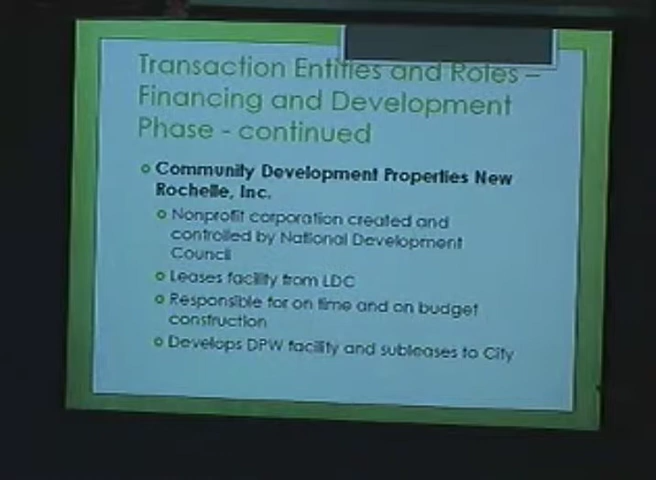 Transaction Entities and Roles –
Financing and Development
Phase - continued
Community Development Properties New
Rochelle, Inc.
Nonprofit corporation created and
controlled by National Development
Council
Leases facility from LDC
Responsible for on time and on budget
construction
Develops DPW facility and subleases to City